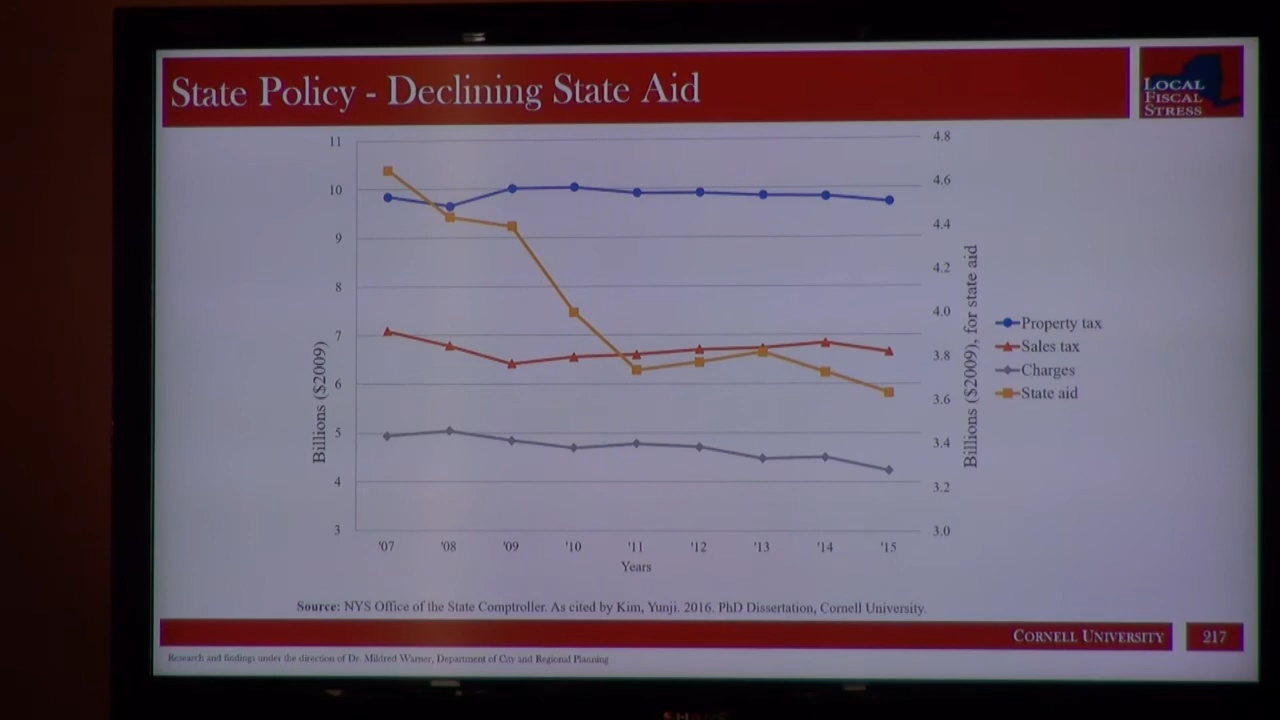 State Policy - Declining State Aid
LOCAL
FISCAL
STRESS
11
10
9
8
7
6
5
4
3
Billions ($2009)
4.8
4.6
4.4
4.2
4.0
3.8
3.6
3.4
3.2
3.0
Billions ($2009), for state aid
'07 '08 '09 '10 '11 '12 '13 '14 '15
Years
Property tax
Sales tax
Charges
State aid
Source: NYS Office of the State Comptroller. As cited by Kim, Yunji. 2016. PhD Dissertation, Cornell University.
CORNELL UNIVERSITY
217
Research and findings under the direction of Dr. Mildred Warner, Department of City and Regional Planning